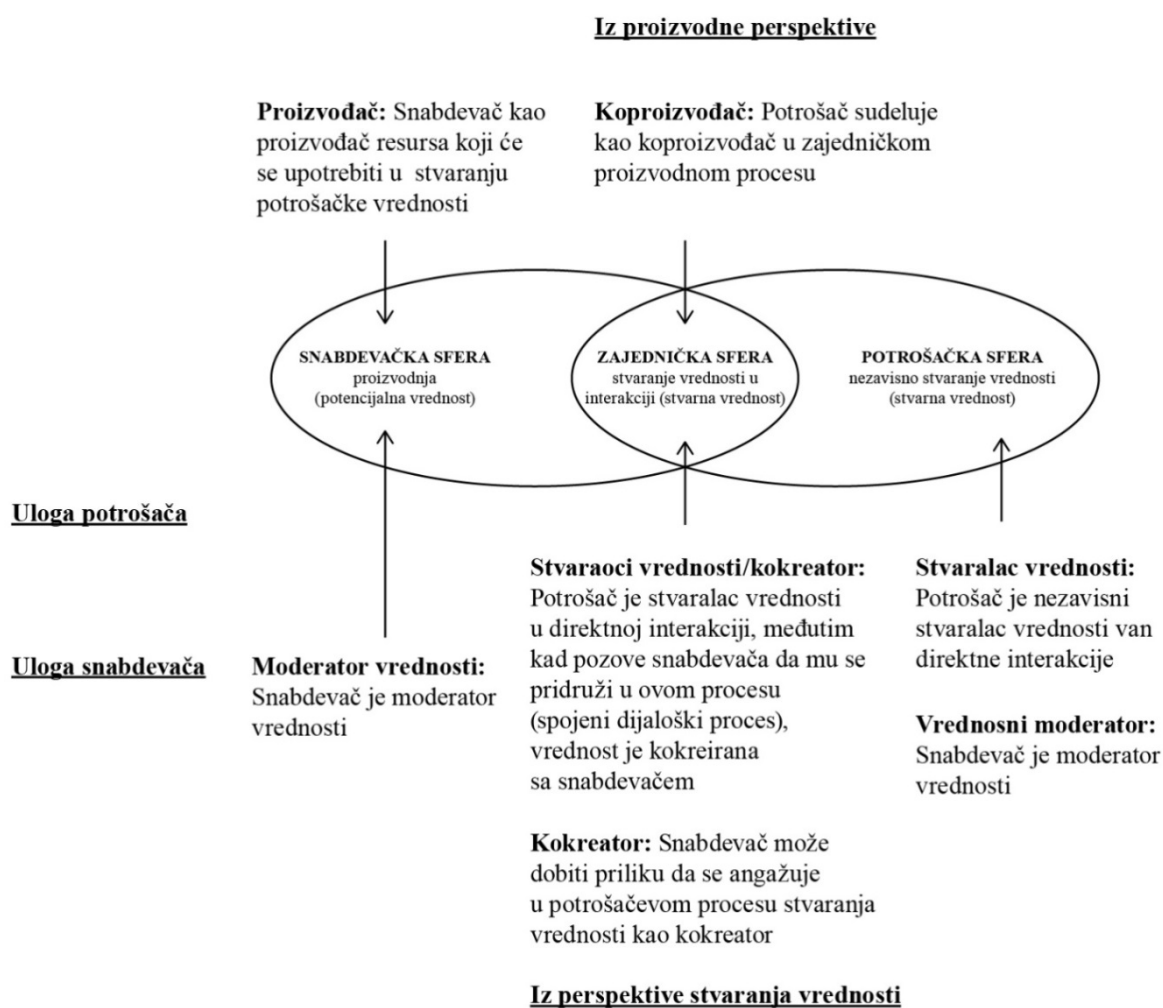 Iz proizvodne perspektive
Proizvođač: Snabdevač kao
proizvođač resursa koji će
se upotrebiti u stvaranju
potrošačke vrednosti
Koproizvođač: Potrošač sudeluje
kao koproizvođač u zajedničkom
proizvodnom procesu
SNABDEVAČKA SFERA
proizvodnja
(potencijalna vrednost)
ZAJEDNIČKA SFERA
stvaranje vrednosti u
interakciji (stvarna vrednost)
POTROŠAČKA SFERA
nezavisno stvaranje vrednosti
(stvarna vrednost)
Uloga potrošača
Stvaraoci vrednosti/kokreator:
Potrošač je stvaralac vrednosti
u direktnoj interakciji, međutim
kad pozove snabdevača da mu se
pridruži u ovom procesu
(spojeni dijaloški proces),
vrednost je kokreirana
sa snabdevačem
Stvaralac vrednosti:
Potrošač je nezavisni
stvaralac vrednosti van
direktne interakcije
Uloga snabdevača
Moderator vrednosti:
Snabdevač je moderator
vrednosti
Vrednosni moderator:
Snabdevač je moderator
vrednosti
Kokreator: Snabdevač može
dobiti priliku da se angažuje
u potrošačevom procesu stvaranja
vrednosti kao kokreator
Iz perspektive stvaranja vrednosti